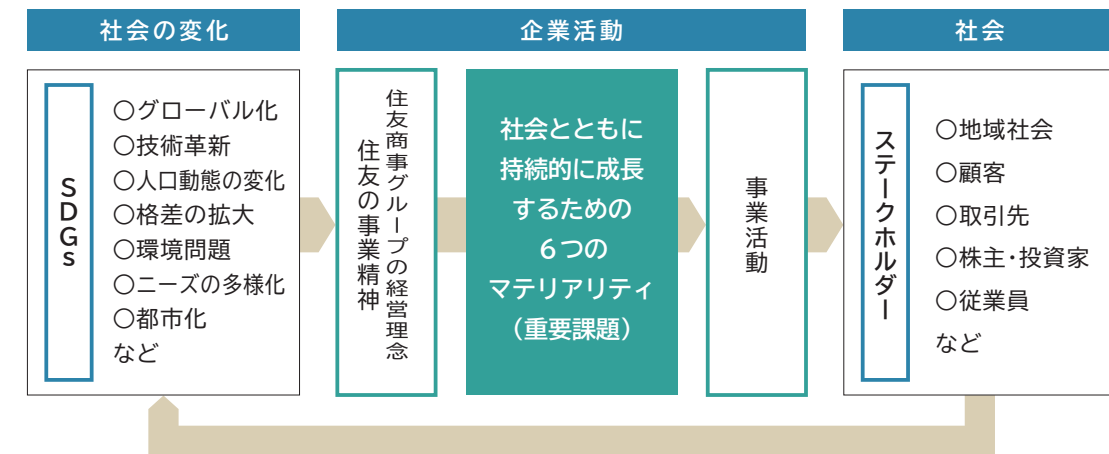 社会の変化
企業活動
社会
SDGs
○グローバル化
○技術革新
○人口動態の変化
○格差の拡大
○環境問題
○ニーズの多様化
○都市化
など
住友商事グループの経営理念
住友の事業精神
社会とともに
持続的に成長
するための
6つの
マテリアリティ
（重要課題）
事業活動
ステークホルダー
○地域社会
○顧客
○取引先
○株主・投資家
○従業員
など